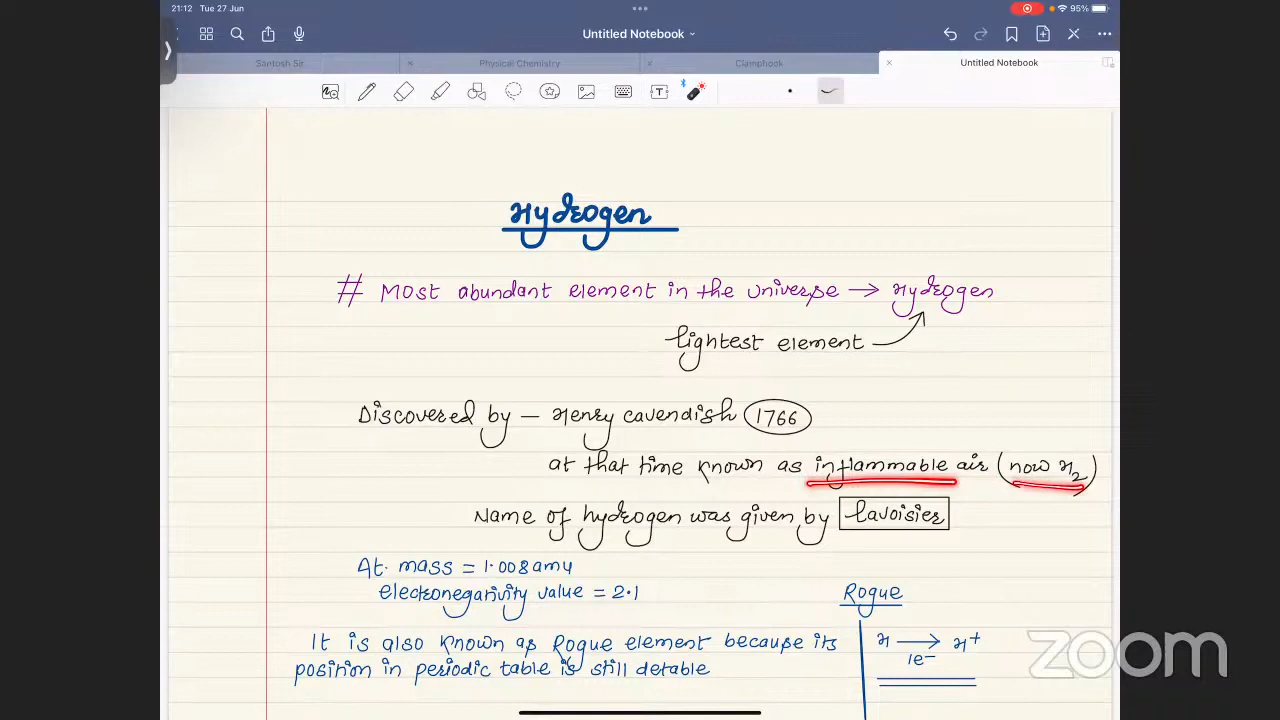 21:12 Tue 27 Jun
95%
Untitled Notebook
Santosh Sir
Physical Chemistry
Clamphook
Untitled Notebook
Hydrogen
# Most abundant element in the universe → Hydrogen
lightest element
Discovered by — Henry cavendish 1766
at that time known as inflammable air (now H₂)
Name of hydrogen was given by lavoisier
At. mass = 1.008amu
electronegativity value = 2.1
Rogue
It is also known as Rogue element because its
position in periodic table is still detable
H → H⁺
1e⁻
zoom